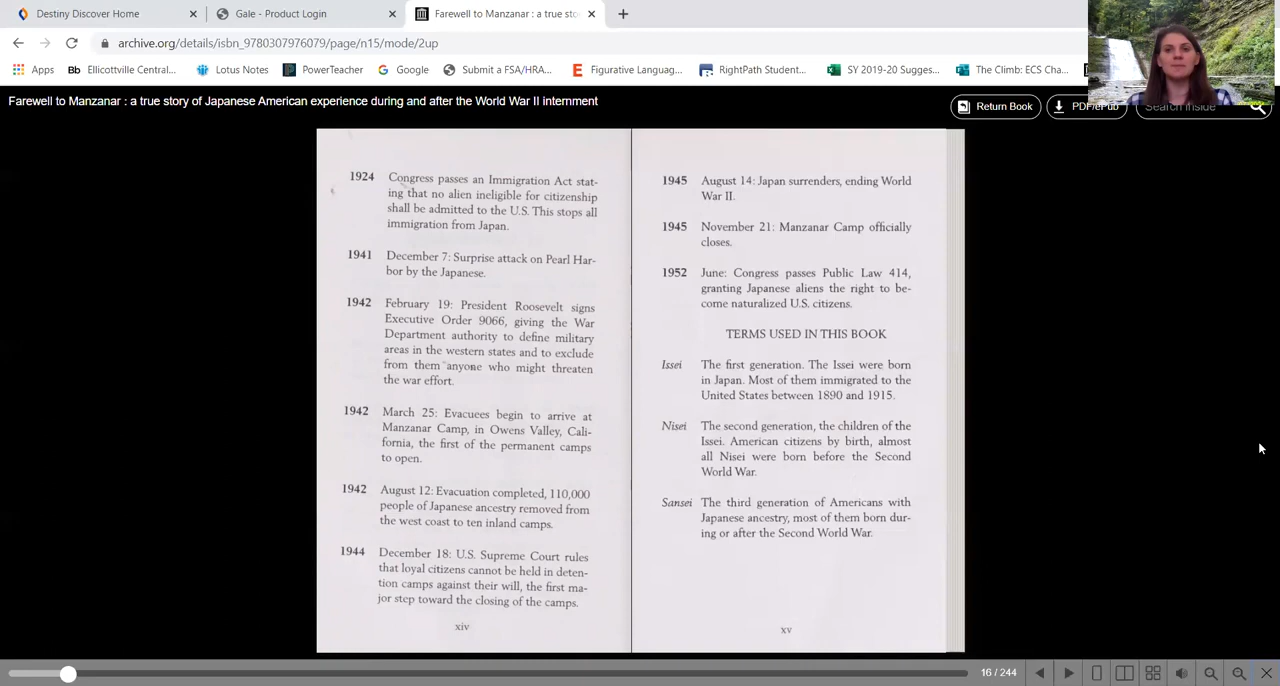 Destiny Discover Home
Gale - Product Login
Farewell to Manzanar : a true sto
archive.org/details/isbn_9780307976079/page/n15/mode/2up
Apps
Bb Ellicottville Central...
Lotus Notes
PowerTeacher
G Google
Submit a FSA/HRA...
E Figurative Languag...
RightPath Student...
SY 2019-20 Sugges...
The Climb: ECS Cha...
Farewell to Manzanar : a true story of Japanese American experience during and after the World War II internment
Return Book
PDF/ePub
Search inside
1924 Congress passes an Immigration Act stat-
ing that no alien ineligible for citizenship
shall be admitted to the U.S. This stops all
immigration from Japan.
1941 December 7: Surprise attack on Pearl Har-
bor by the Japanese.
1942 February 19: President Roosevelt signs
Executive Order 9066, giving the War
Department authority to define military
areas in the western states and to exclude
from them anyone who might threaten
the war effort.
1942 March 25: Evacuees begin to arrive at
Manzanar Camp, in Owens Valley, Cali-
fornia, the first of the permanent camps
to open.
1942 August 12: Evacuation completed, 110,000
people of Japanese ancestry removed from
the west coast to ten inland camps.
1944 December 18: U.S. Supreme Court rules
that loyal citizens cannot be held in deten-
tion camps against their will, the first ma-
jor step toward the closing of the camps.
xiv
1945 August 14: Japan surrenders, ending World
War II.
1945 November 21: Manzanar Camp officially
closes.
1952 June: Congress passes Public Law 414,
granting Japanese aliens the right to be-
come naturalized U.S. citizens.
TERMS USED IN THIS BOOK
Issei The first generation. The Issei were born
in Japan. Most of them immigrated to the
United States between 1890 and 1915.
Nisei The second generation, the children of the
Issei. American citizens by birth, almost
all Nisei were born before the Second
World War.
Sansei The third generation of Americans with
Japanese ancestry, most of them born dur-
ing or after the Second World War.
xv
16 / 244